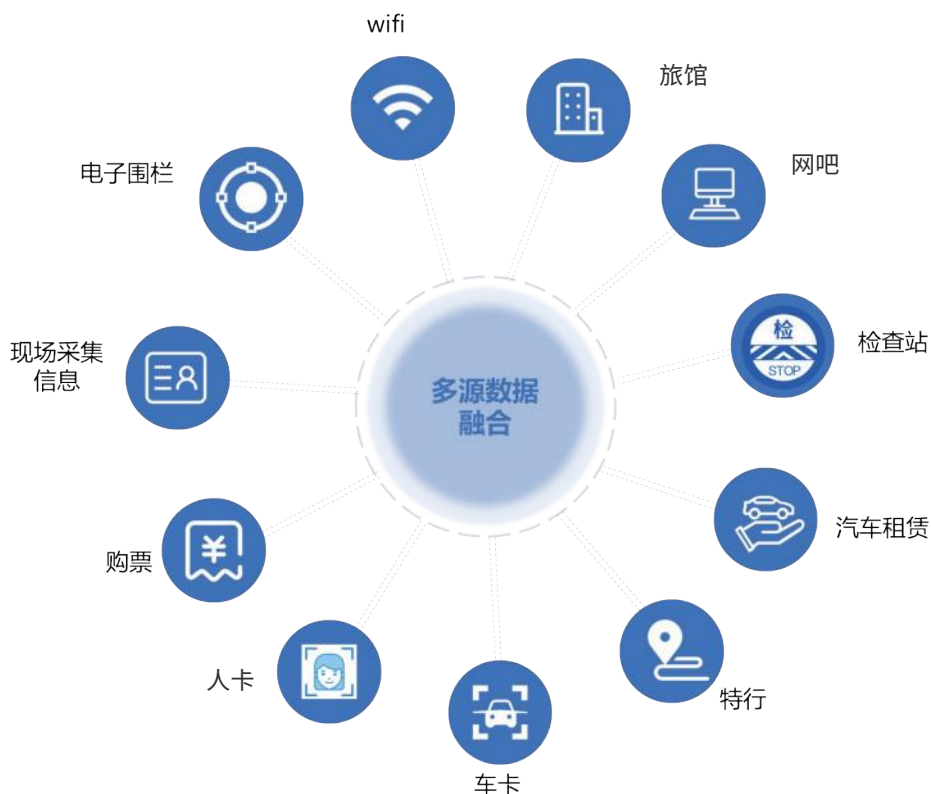 wifi
旅馆
电子围栏
网吧
检
STOP
检查站
现场采集
信息
多源数据
融合
汽车租赁
¥
购票
人卡
特行
车卡